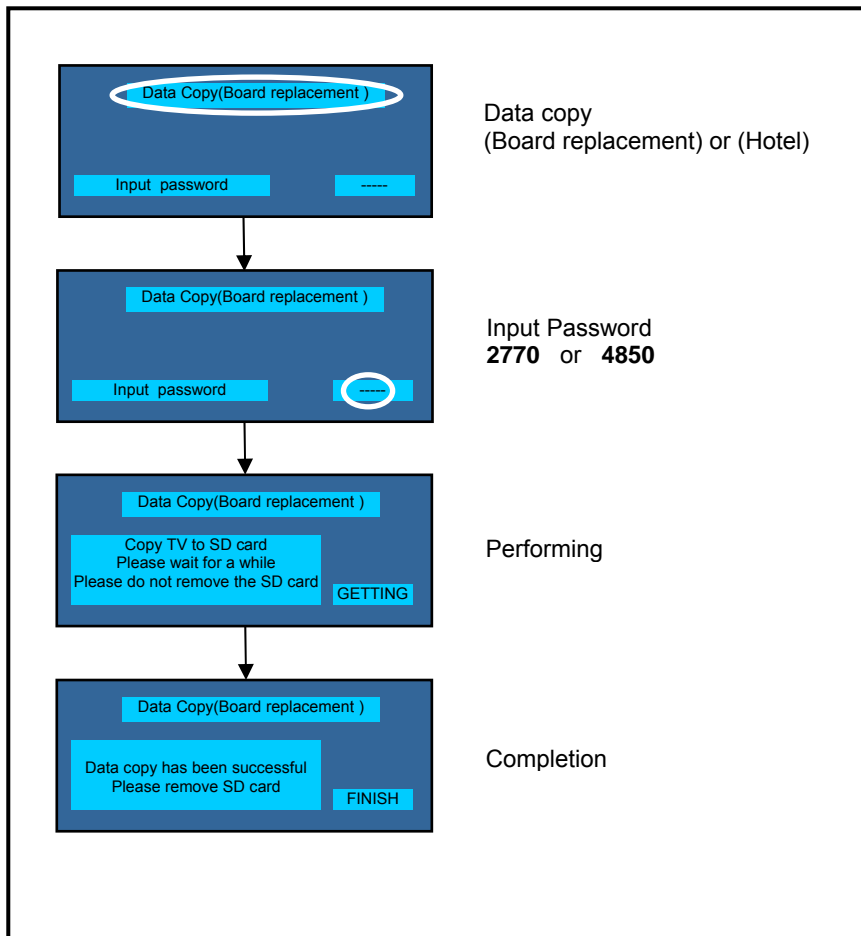 Data Copy(Board replacement )
Input  password
-----
Data copy
(Board replacement) or (Hotel)
Data Copy(Board replacement )
Input  password
-----
Input Password
2770  or  4850
Data Copy(Board replacement )
Copy TV to SD card
Please wait for a while
Please do not remove the SD card
GETTING
Performing
Data Copy(Board replacement )
Data copy has been successful
Please remove SD card
FINISH
Completion